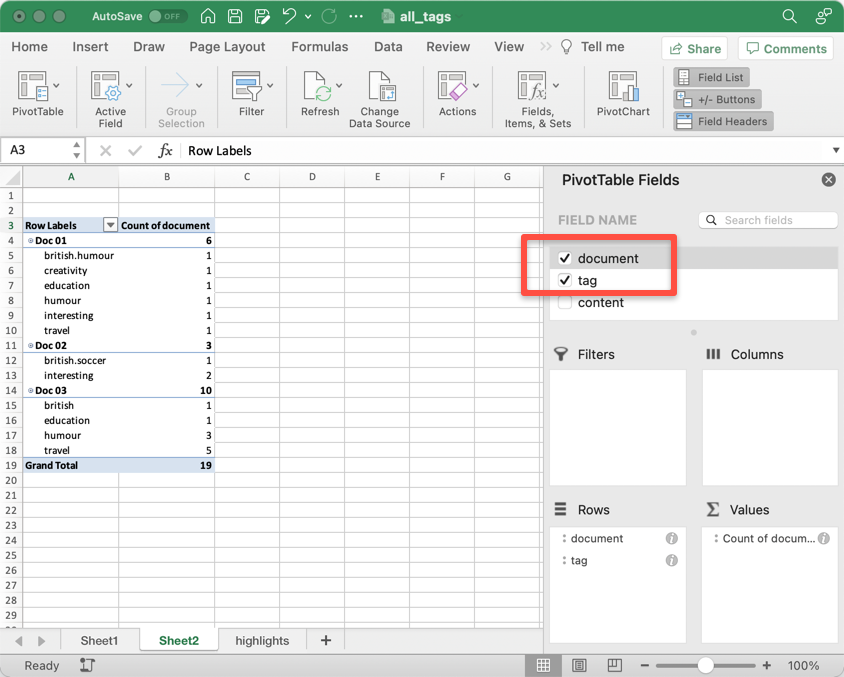 AutoSave OFF all_tags
Home Insert Draw Page Layout Formulas Data Review View Tell me Share Comments
PivotTable
Active Field
Group Selection
Filter
Refresh
Change Data Source
Actions
Fields, Items, & Sets
PivotChart
Field List
+/- Buttons
Field Headers
A3 fx Row Labels
A B C D E F G
1
2
3 Row Labels Count of document
4 Doc 01 6
5 british.humour 1
6 creativity 1
7 education 1
8 humour 1
9 interesting 1
10 travel 1
11 Doc 02 3
12 british.soccer 1
13 interesting 2
14 Doc 03 10
15 british 1
16 education 1
17 humour 3
18 travel 5
19 Grand Total 19
20
21
22
23
24
25
26
27
28
29
PivotTable Fields
FIELD NAME Search fields
document
tag
content
Filters Columns
Rows Values
document Count of docum...
tag
Sheet1 Sheet2 highlights +
Ready 100%